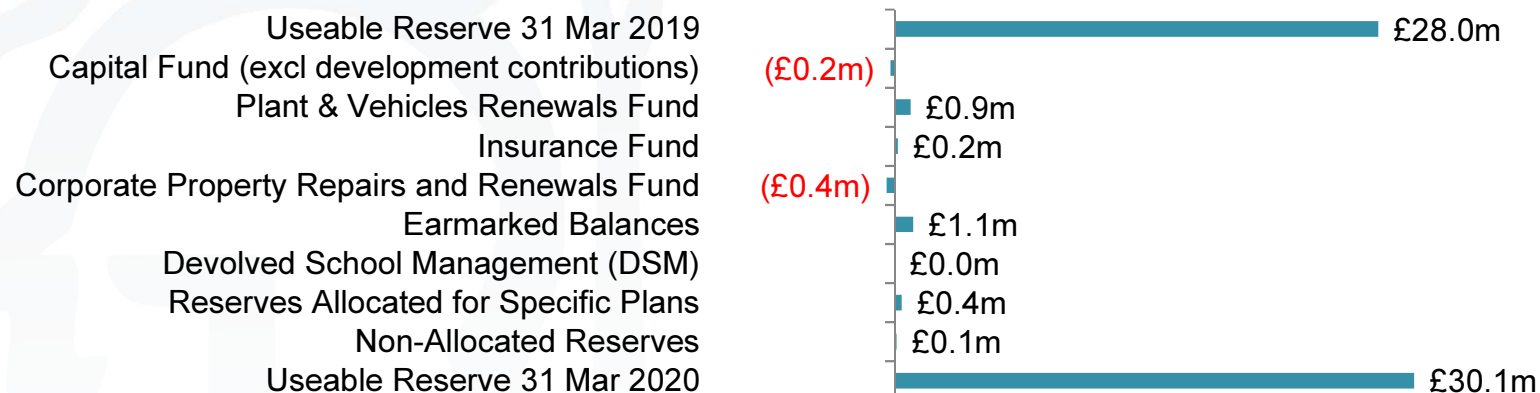 Useable Reserve 31 Mar 2019 £28.0m
Capital Fund (excl development contributions) (£0.2m)
Plant & Vehicles Renewals Fund £0.9m
Insurance Fund £0.2m
Corporate Property Repairs and Renewals Fund (£0.4m)
Earmarked Balances £1.1m
Devolved School Management (DSM) £0.0m
Reserves Allocated for Specific Plans £0.4m
Non-Allocated Reserves £0.1m
Useable Reserve 31 Mar 2020 £30.1m